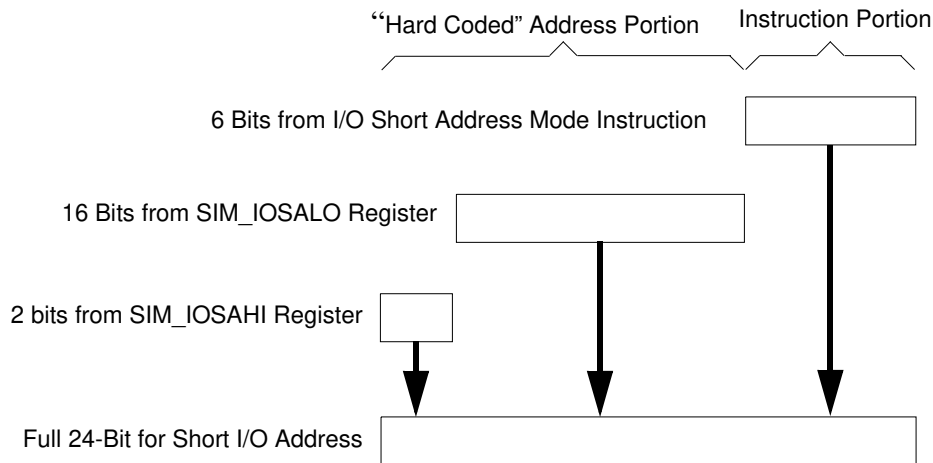 “Hard Coded” Address Portion
Instruction Portion
6 Bits from I/O Short Address Mode Instruction
16 Bits from SIM_IOSALO Register
2 bits from SIM_IOSAHI Register
Full 24-Bit for Short I/O Address